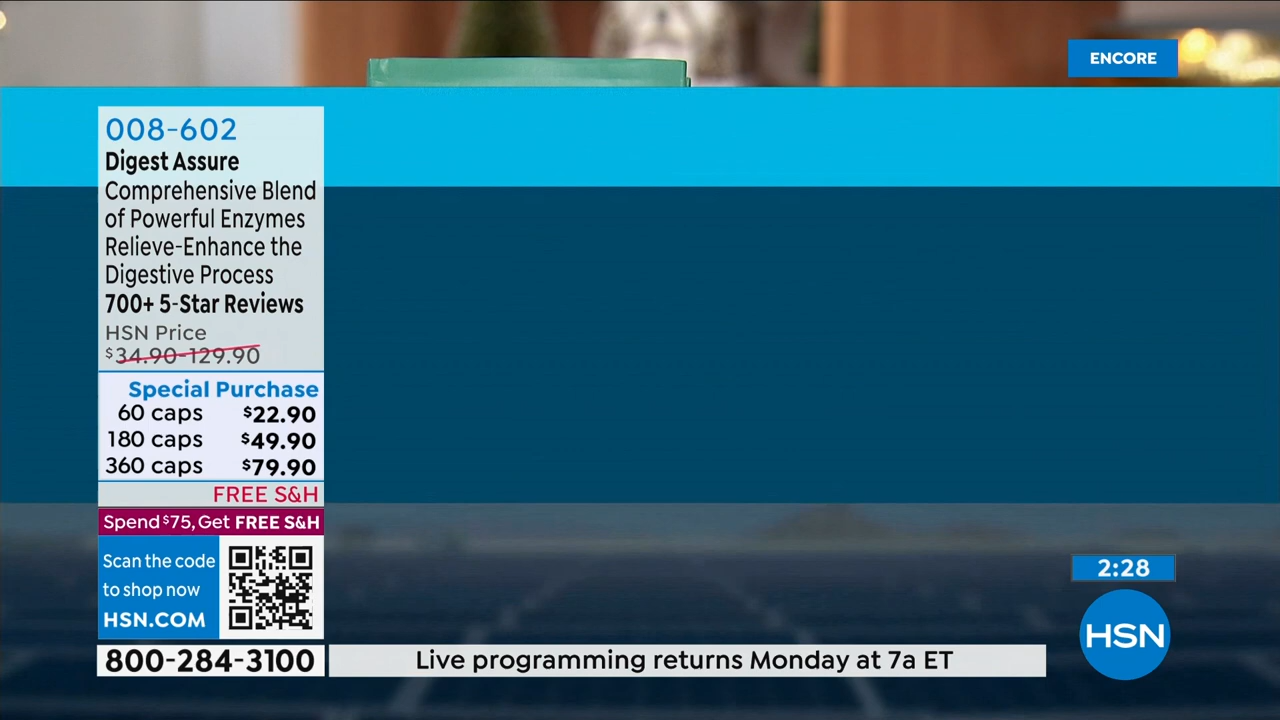 ENCORE
008-602
Digest Assure
Comprehensive Blend
of Powerful Enzymes
Relieve-Enhance the
Digestive Process
700+ 5-Star Reviews
HSN Price
$34.90-129.90
Special Purchase
60 caps $22.90
180 caps $49.90
360 caps $79.90
FREE S&H
Spend $75, Get FREE S&H
Scan the code
to shop now
HSN.COM
800-284-3100
Live programming returns Monday at 7a ET
2:28
HSN